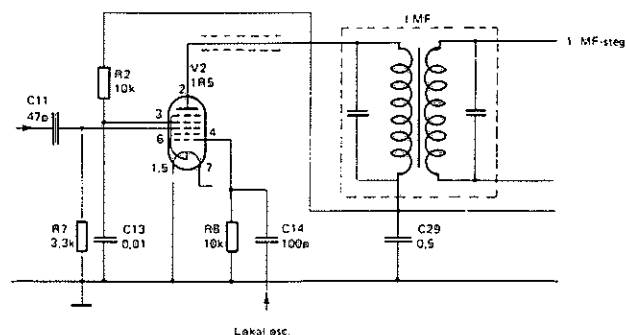 I MF
1 MF-steg
V2
1R5
R2
10k
C11
47p
2
3
6
4
1,5
7
R7
3,3k
C13
0,01
R8
10k
C14
100p
C29
0,5
Lokal osc.